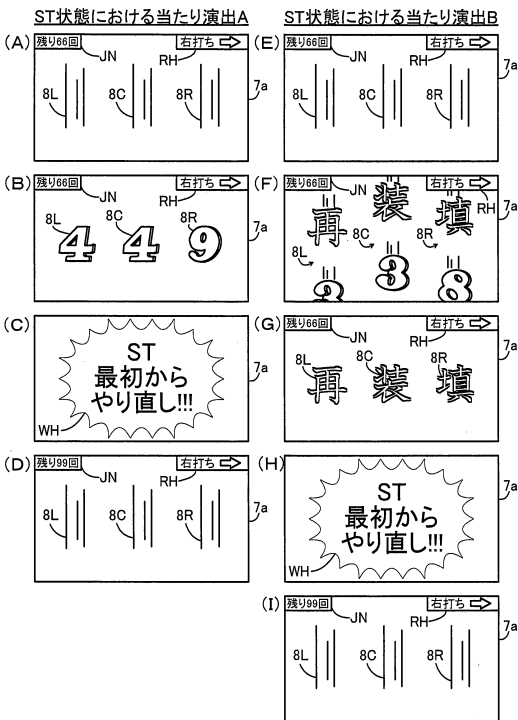 ST状態における当たり演出A
(A)
残り66回
JN
右打ち
RH
8L
8C
8R
7a
(B)
残り66回
JN
右打ち
RH
8L
8C
8R
7a
4 4 9
(C)
ST
最初から
やり直し!!!
WH
7a
(D)
残り99回
JN
右打ち
RH
8L
8C
8R
7a
ST状態における当たり演出B
(E)
残り66回
JN
右打ち
RH
8L
8C
8R
7a
(F)
残り66回
JN
右打ち
RH
再 装 填
8L
8C
8R
7a
3 3 8
(G)
残り66回
JN
右打ち
RH
8L
8C
8R
7a
再 装 填
(H)
ST
最初から
やり直し!!!
WH
7a
(I)
残り99回
JN
右打ち
RH
8L
8C
8R
7a